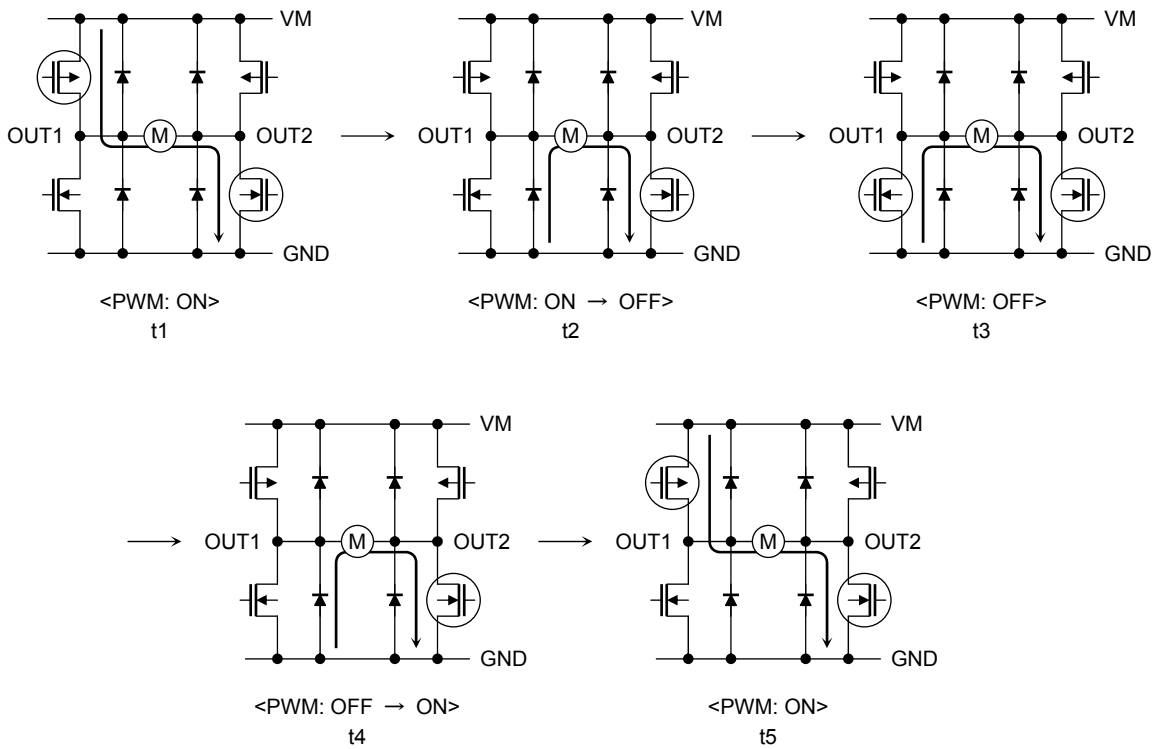 VM
OUT1 M OUT2
GND
<PWM: ON>
t1
VM
OUT1 M OUT2
GND
<PWM: ON → OFF>
t2
VM
OUT1 M OUT2
GND
<PWM: OFF>
t3
VM
OUT1 M OUT2
GND
<PWM: OFF → ON>
t4
VM
OUT1 M OUT2
GND
<PWM: ON>
t5